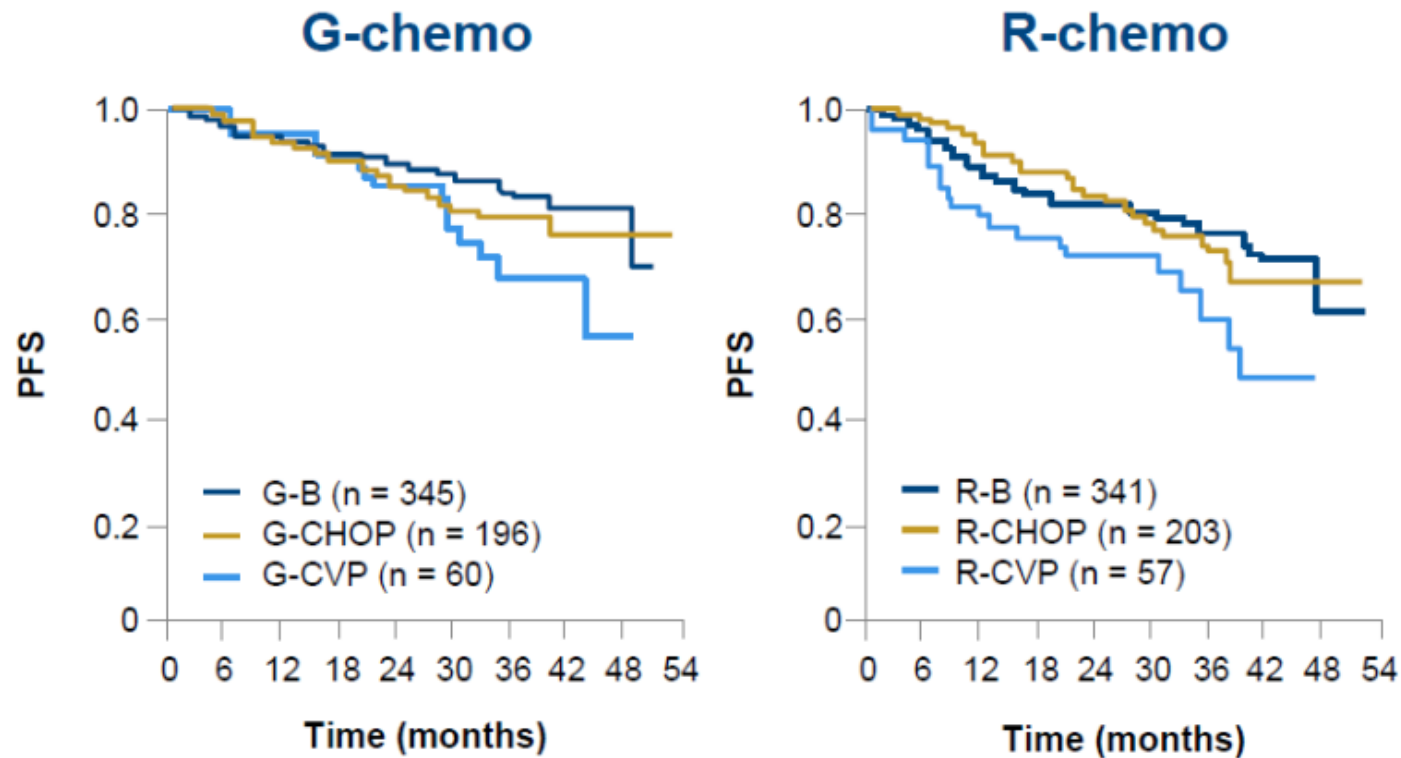 G-chemo
1.0
0.8
0.6
0.4
0.2
0
PFS
G-B (n = 345)
G-CHOP (n = 196)
G-CVP (n = 60)
0 6 12 18 24 30 36 42 48 54
Time (months)
R-chemo
1.0
0.8
0.6
0.4
0.2
0
PFS
R-B (n = 341)
R-CHOP (n = 203)
R-CVP (n = 57)
0 6 12 18 24 30 36 42 48 54
Time (months)